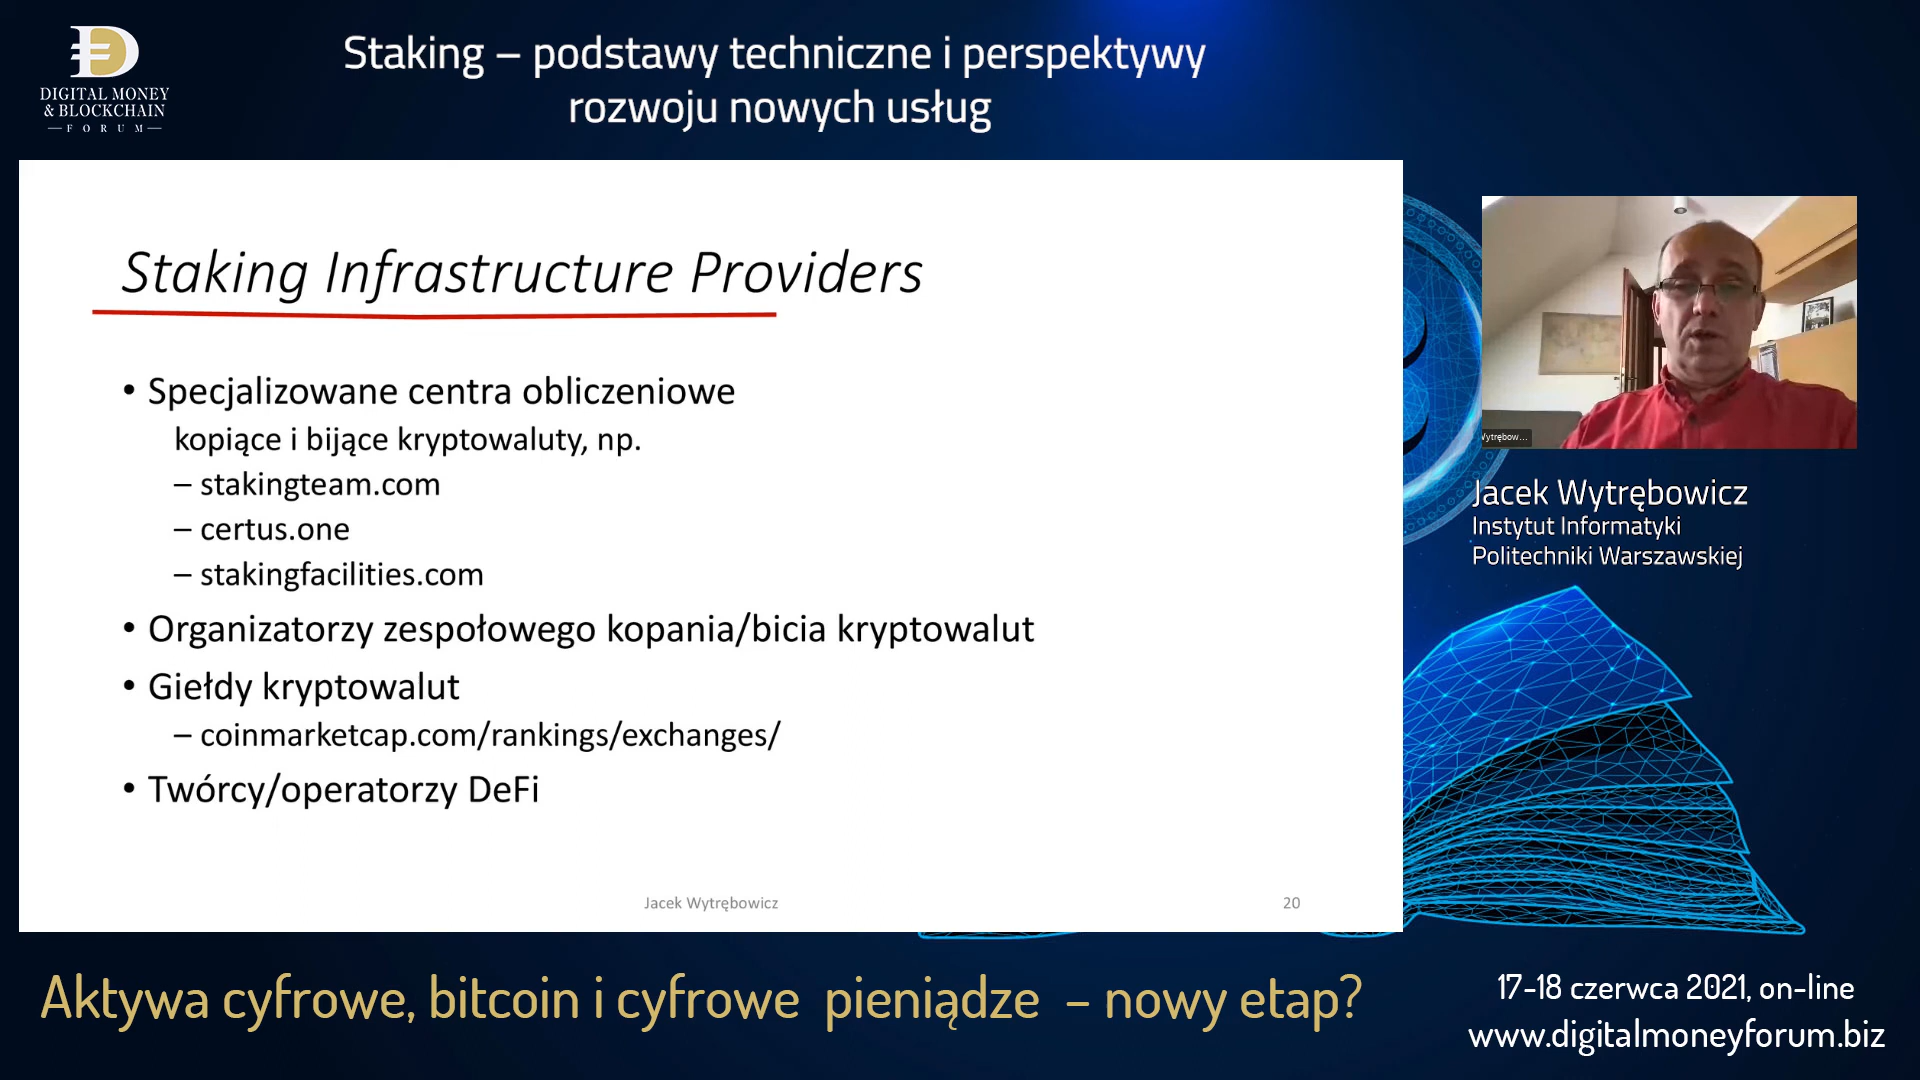 DIGITAL MONEY
& BLOCKCHAIN
— F O R U M —
Staking – podstawy techniczne i perspektywy
rozwoju nowych usług
Staking Infrastructure Providers
• Specjalizowane centra obliczeniowe
kopiące i bijące kryptowaluty, np.
– stakingteam.com
– certus.one
– stakingfacilities.com
• Organizatorzy zespołowego kopania/bicia kryptowalut
• Giełdy kryptowalut
– coinmarketcap.com/rankings/exchanges/
• Twórcy/operatorzy DeFi
Jacek Wytrębowicz
20
Wytrębow...
Jacek Wytrębowicz
Instytut Informatyki
Politechniki Warszawskiej
Aktywa cyfrowe, bitcoin i cyfrowe pieniądze – nowy etap?
17-18 czerwca 2021, on-line
www.digitalmoneyforum.biz